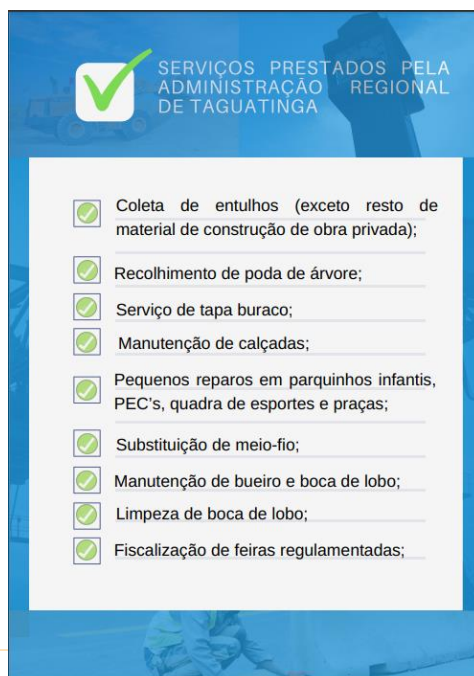 SERVIÇOS PRESTADOS PELA
ADMINISTRAÇÃO REGIONAL
DE TAGUATINGA
Coleta de entulhos (exceto resto de
material de construção de obra privada);
Recolhimento de poda de árvore;
Serviço de tapa buraco;
Manutenção de calçadas;
Pequenos reparos em parquinhos infantis,
PEC's, quadra de esportes e praças;
Substituição de meio-fio;
Manutenção de bueiro e boca de lobo;
Limpeza de boca de lobo;
Fiscalização de feiras regulamentadas;